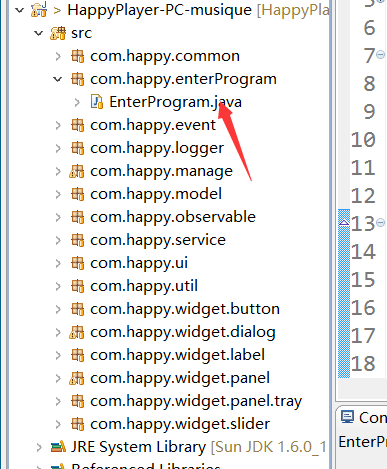 > HappyPlayer-PC-musique [HappyPla
src
com.happy.common
com.happy.enterProgram
EnterProgram.java
com.happy.event
com.happy.logger
com.happy.manage
com.happy.model
com.happy.observable
com.happy.service
com.happy.ui
com.happy.util
com.happy.widget.button
com.happy.widget.dialog
com.happy.widget.label
com.happy.widget.panel
com.happy.widget.panel.tray
com.happy.widget.slider
JRE System Library [Sun JDK 1.6.0_1
Referenced Libraries
5
6
7
8
9
10
11
12
13
14
15
16
17
18
Con
EnterPr